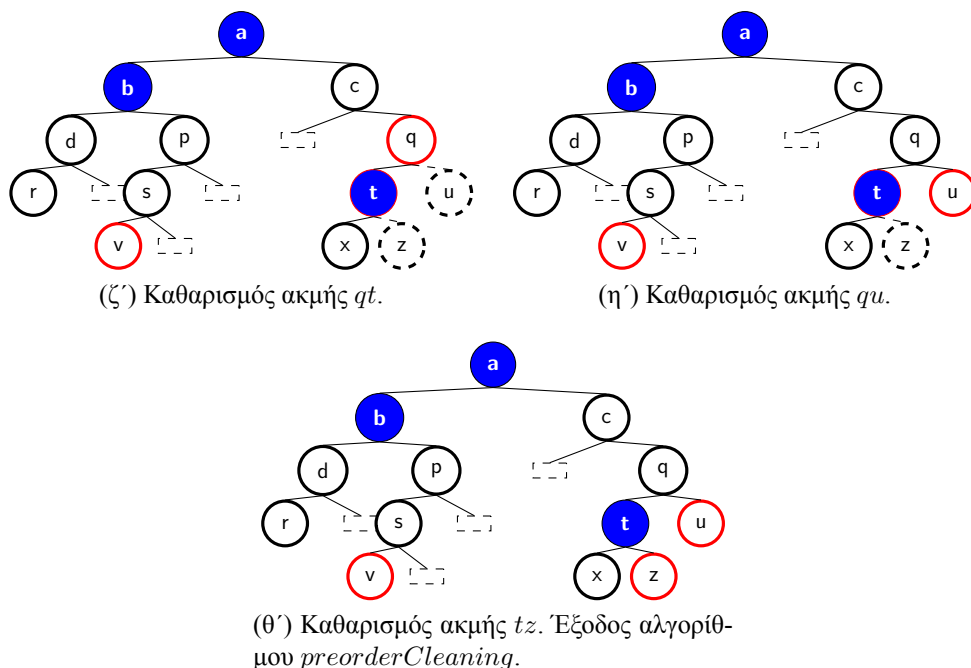 a
b c
d p q
r s t u
v x z
(ζ΄) Καθαρισμός ακμής qt.
a
b c
d p q
r s t u
v x z
(η΄) Καθαρισμός ακμής qu.
a
b c
d p q
r s t u
v x z
(θ΄) Καθαρισμός ακμής tz. Έξοδος αλγορίθ-
μου preorderCleaning.